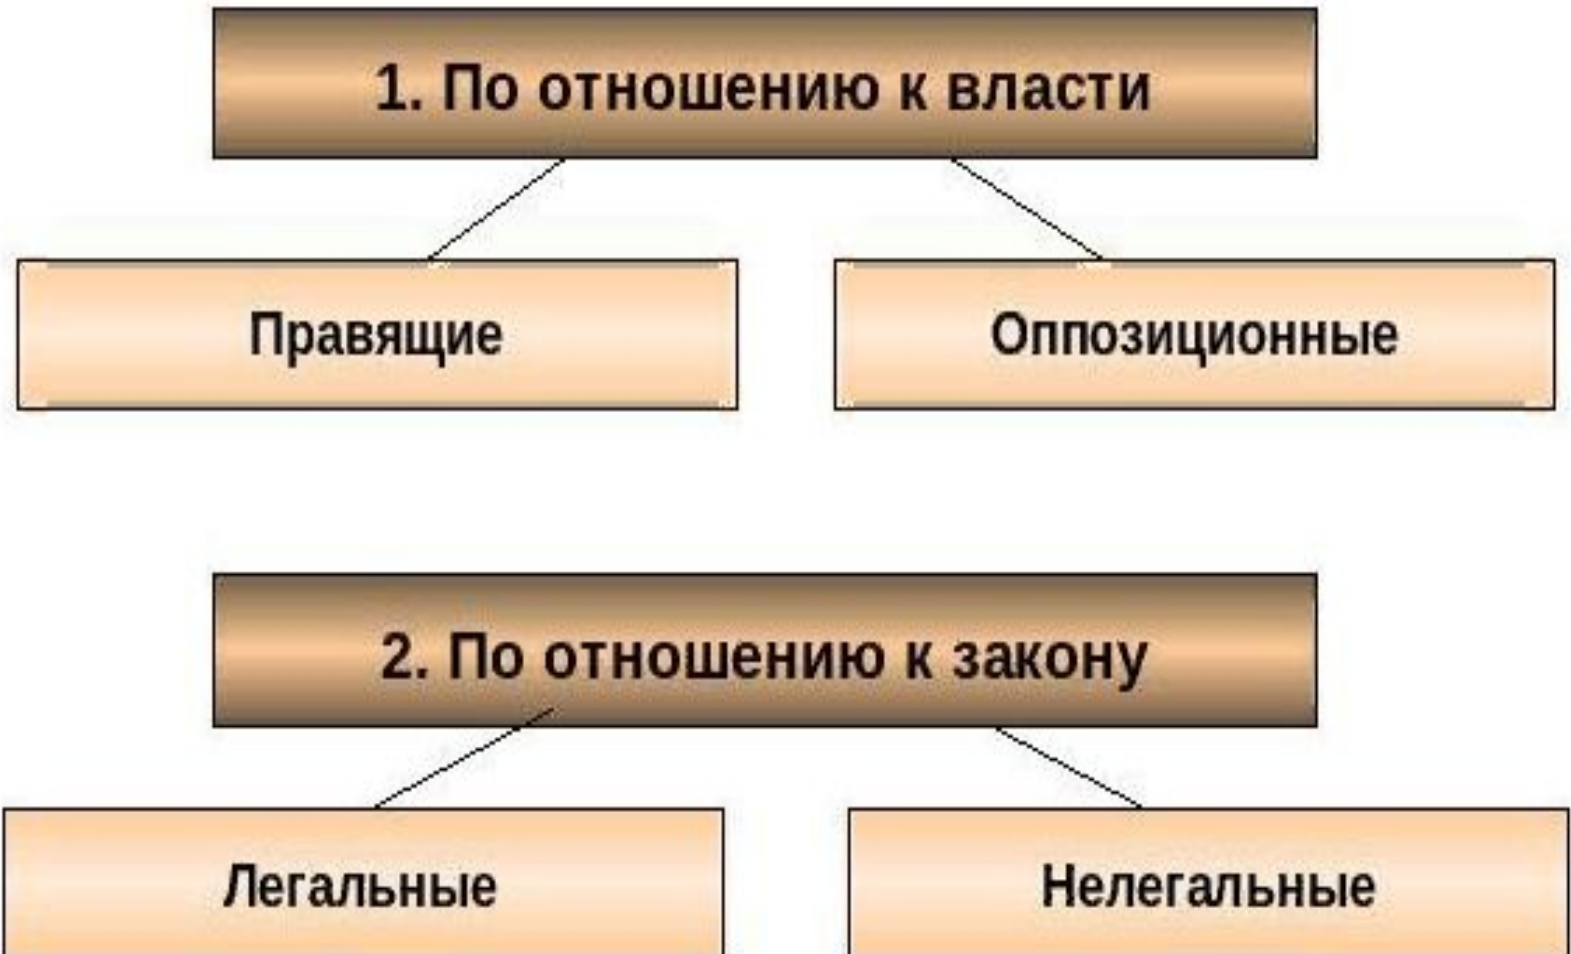 1. По отношению к власти
Правящие
Оппозиционные
2. По отношению к закону
Легальные
Нелегальные